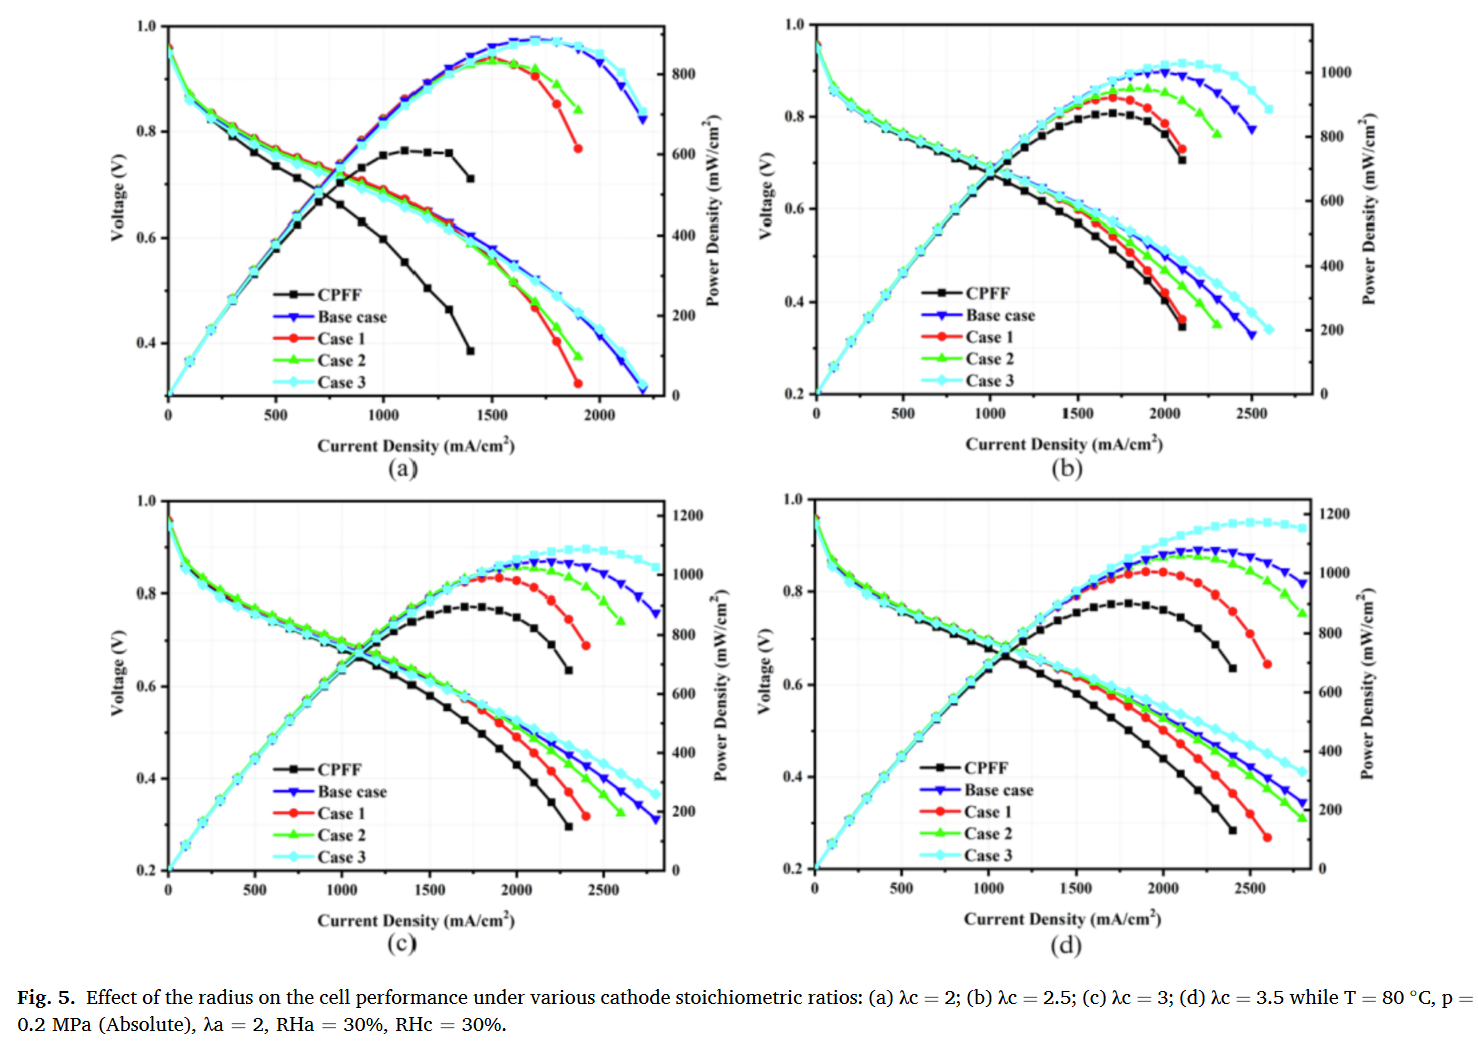 1.0
0.8
0.6
0.4
Voltage (V)
800
600
400
200
0
Power Density (mW/cm²)
CPFF
Base case
Case 1
Case 2
Case 3
0 500 1000 1500 2000
Current Density (mA/cm²)
(a)
1.0
0.8
0.6
0.4
0.2
Voltage (V)
1000
800
600
400
200
0
Power Density (mW/cm²)
CPFF
Base case
Case 1
Case 2
Case 3
0 500 1000 1500 2000 2500
Current Density (mA/cm²)
(b)
1.0
0.8
0.6
0.4
0.2
Voltage (V)
1200
1000
800
600
400
200
0
Power Density (mW/cm²)
CPFF
Base case
Case 1
Case 2
Case 3
0 500 1000 1500 2000 2500
Current Density (mA/cm²)
(c)
1.0
0.8
0.6
0.4
0.2
Voltage (V)
1200
1000
800
600
400
200
0
Power Density (mW/cm²)
CPFF
Base case
Case 1
Case 2
Case 3
0 500 1000 1500 2000 2500
Current Density (mA/cm²)
(d)
Fig. 5. Effect of the radius on the cell performance under various cathode stoichiometric ratios: (a) λc = 2; (b) λc = 2.5; (c) λc = 3; (d) λc = 3.5 while T = 80 °C, p =
0.2 MPa (Absolute), λa = 2, RHa = 30%, RHc = 30%.